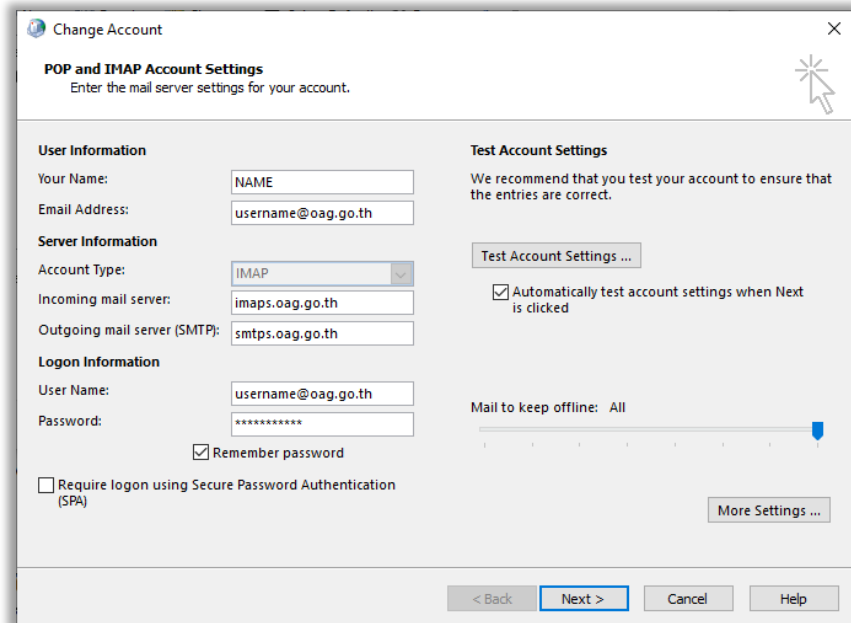 Change Account
POP and IMAP Account Settings
Enter the mail server settings for your account.
User Information
Your Name:
NAME
Email Address:
username@oag.go.th
Server Information
Account Type:
IMAP
Incoming mail server:
imaps.oag.go.th
Outgoing mail server (SMTP):
smtps.oag.go.th
Logon Information
User Name:
username@oag.go.th
Password:
***********
Remember password
Require logon using Secure Password Authentication
(SPA)
Test Account Settings
We recommend that you test your account to ensure that
the entries are correct.
Test Account Settings ...
Automatically test account settings when Next
is clicked
Mail to keep offline: All
More Settings ...
< Back
Next >
Cancel
Help